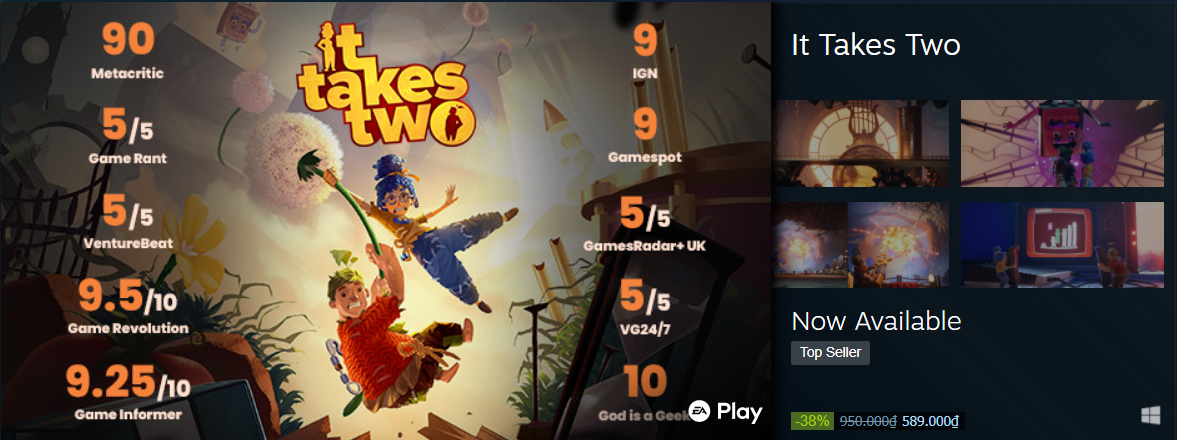 90
Metacritic
5/5
Game Rant
5/5
VentureBeat
9.5/10
Game Revolution
9.25/10
Game Informer
it
takes
two
9
IGN
9
Gamespot
5/5
GamesRadar+ UK
5/5
VG24/7
10
God is a Geek
EA Play
It Takes Two
Now Available
Top Seller
-38% 950.000₫ 589.000₫